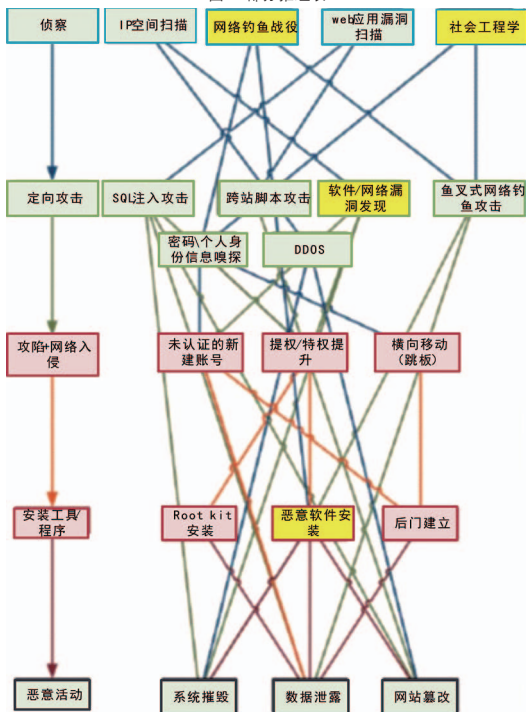 侦察
IP空间扫描
网络钓鱼战役
web应用漏洞
扫描
社会工程学
定向攻击
SQL注入攻击
跨站脚本攻击
软件/网络漏
洞发现
鱼叉式网络钓
鱼攻击
密码\个人身
份信息嗅探
DDOS
攻陷+网络入
侵
未认证的新
建账号
提权/特权提
升
横向移动
(跳板)
安装工具/
程序
Root kit
安装
恶意软件安
装
后门建立
恶意活动
系统摧毁
数据泄露
网站篡改